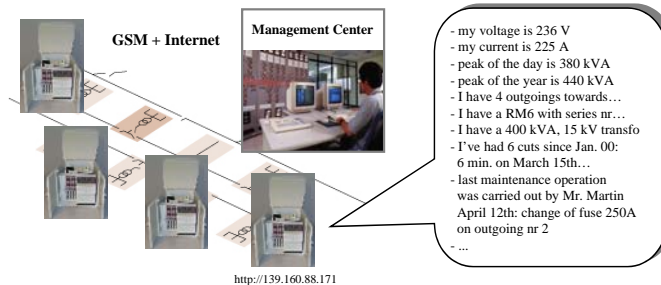 GSM + Internet
Management Center
- my voltage is 236 V
- my current is 225 A
- peak of the day is 380 kVA
- peak of the year is 440 kVA
- I have 4 outgoings towards…
- I have a RM6 with series nr…
- I have a 400 kVA, 15 kV transfo
- I've had 6 cuts since Jan. 00:
6 min. on March 15th…
- last maintenance operation
was carried out by Mr. Martin
April 12th: change of fuse 250A
on outgoing nr 2
- ...
http://139.160.88.171